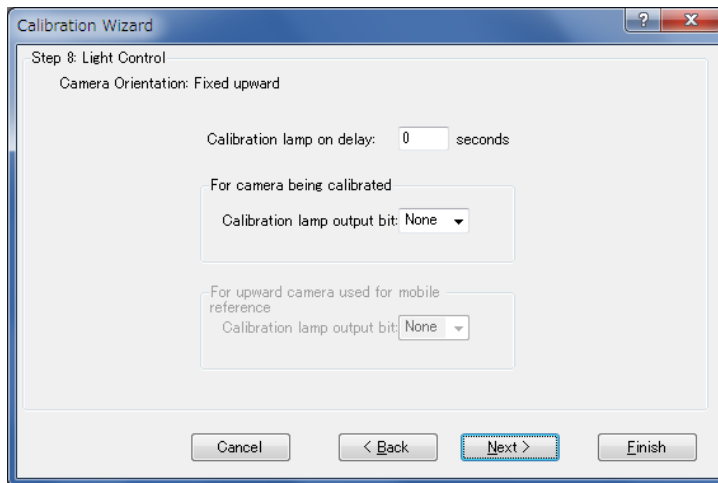 Calibration Wizard
?
X
Step 8: Light Control
Camera Orientation: Fixed upward
Calibration lamp on delay: 0 seconds
For camera being calibrated
Calibration lamp output bit: None
For upward camera used for mobile
reference
Calibration lamp output bit: None
Cancel
< Back
Next >
Finish